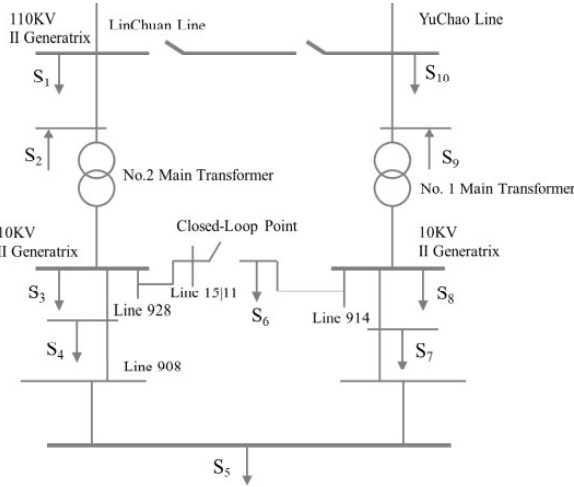 110KV
II Generatrix
LinChuan Line
YuChao Line
S1
S10
S2
S9
No.2 Main Transformer
No. 1 Main Transformer
Closed-Loop Point
10KV
II Generatrix
10KV
II Generatrix
S3
Line 15|11
S8
Line 928
S6
Line 914
S4
S7
Line 908
S5